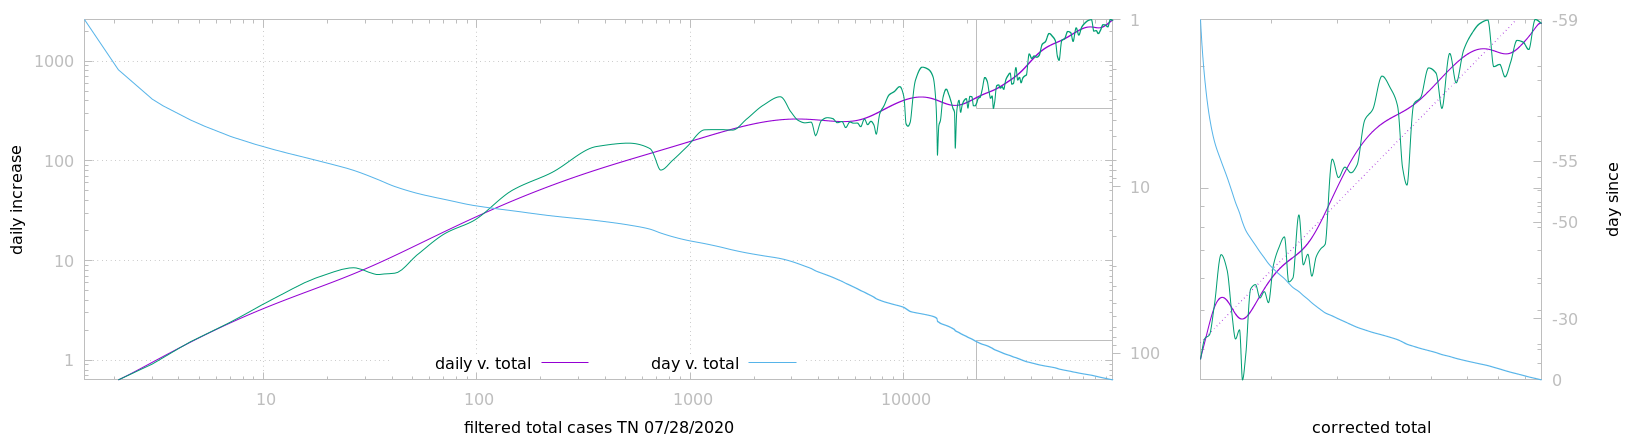 daily increase
1000
100
10
1
daily v. total
day v. total
10
100
1000
10000
filtered total cases TN 07/28/2020
1
10
100
-59
-55
-50
-30
0
day since
corrected total